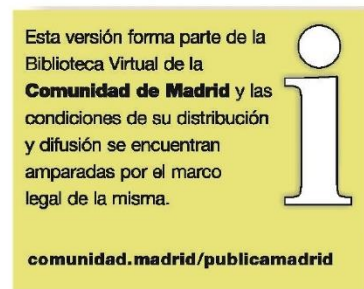 Esta versión forma parte de la
Biblioteca Virtual de la
Comunidad de Madrid y las
condiciones de su distribución
y difusión se encuentran
amparadas por el marco
legal de la misma.
comunidad.madrid/publicamadrid
i